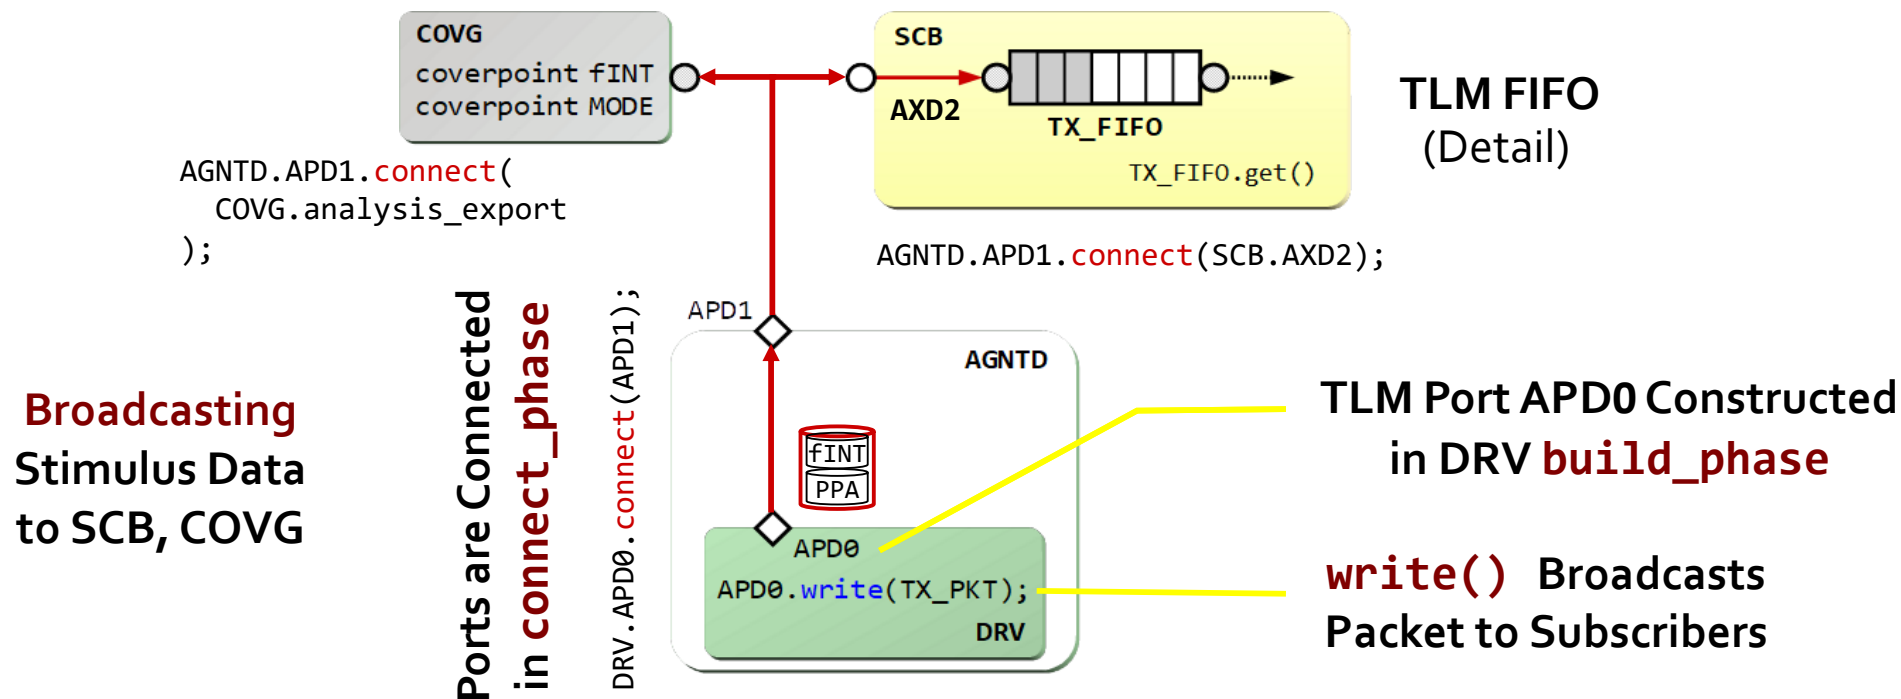 COVG
coverpoint fINT
coverpoint MODE
SCB
AXD2
TX_FIFO
TX_FIFO.get()
TLM FIFO
(Detail)
AGNTD.APD1.connect(
COVG.analysis_export
);
AGNTD.APD1.connect(SCB.AXD2);
Ports are Connected
in connect_phase
DRV.APD0.connect(APD1);
APD1
AGNTD
Broadcasting
Stimulus Data
to SCB, COVG
fINT
PPA
TLM Port APD0 Constructed
in DRV build_phase
APD0
APD0.write(TX_PKT);
DRV
write() Broadcasts
Packet to Subscribers